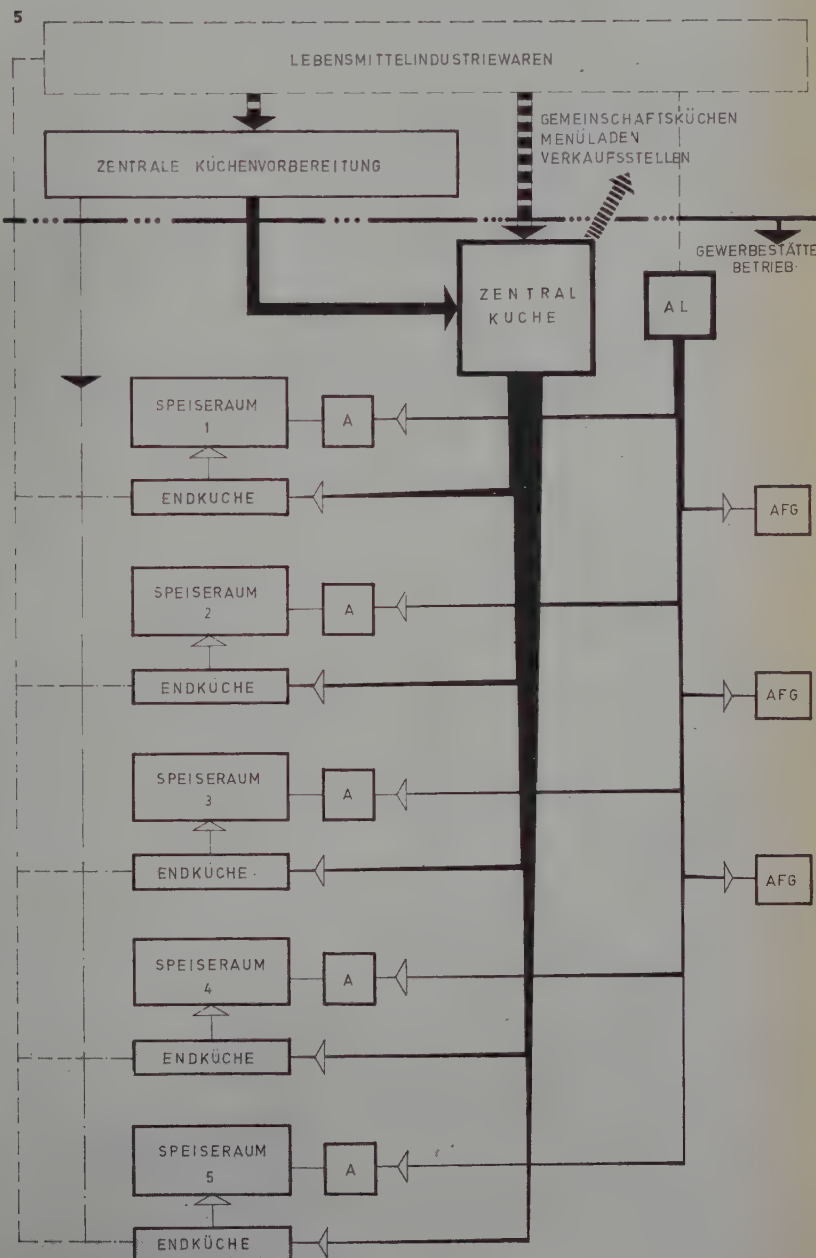 5
LEBENSMITTELINDUSTRIEWAREN
GEMEINSCHAFTSKÜCHEN
MENÜLADEN
VERKAUFSSTELLEN
ZENTRALE KÜCHENVORBEREITUNG
GEWERBESTÄTTE
BETRIEB
ZENTRAL
KÜCHE
AL
SPEISERAUM
1
A
ENDKÜCHE
AFG
SPEISERAUM
2
A
ENDKÜCHE
AFG
SPEISERAUM
3
A
ENDKÜCHE
AFG
SPEISERAUM
4
A
ENDKÜCHE
SPEISERAUM
5
A
ENDKÜCHE